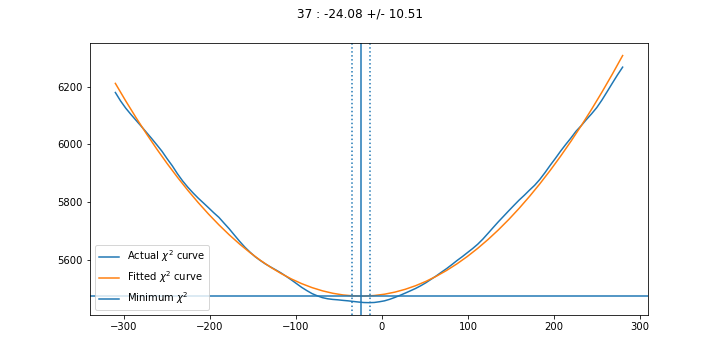 37 : -24.08 +/- 10.51
6200
6000
5800
5600
Actual χ² curve
Fitted χ² curve
Minimum χ²
−300
−200
−100
0
100
200
300